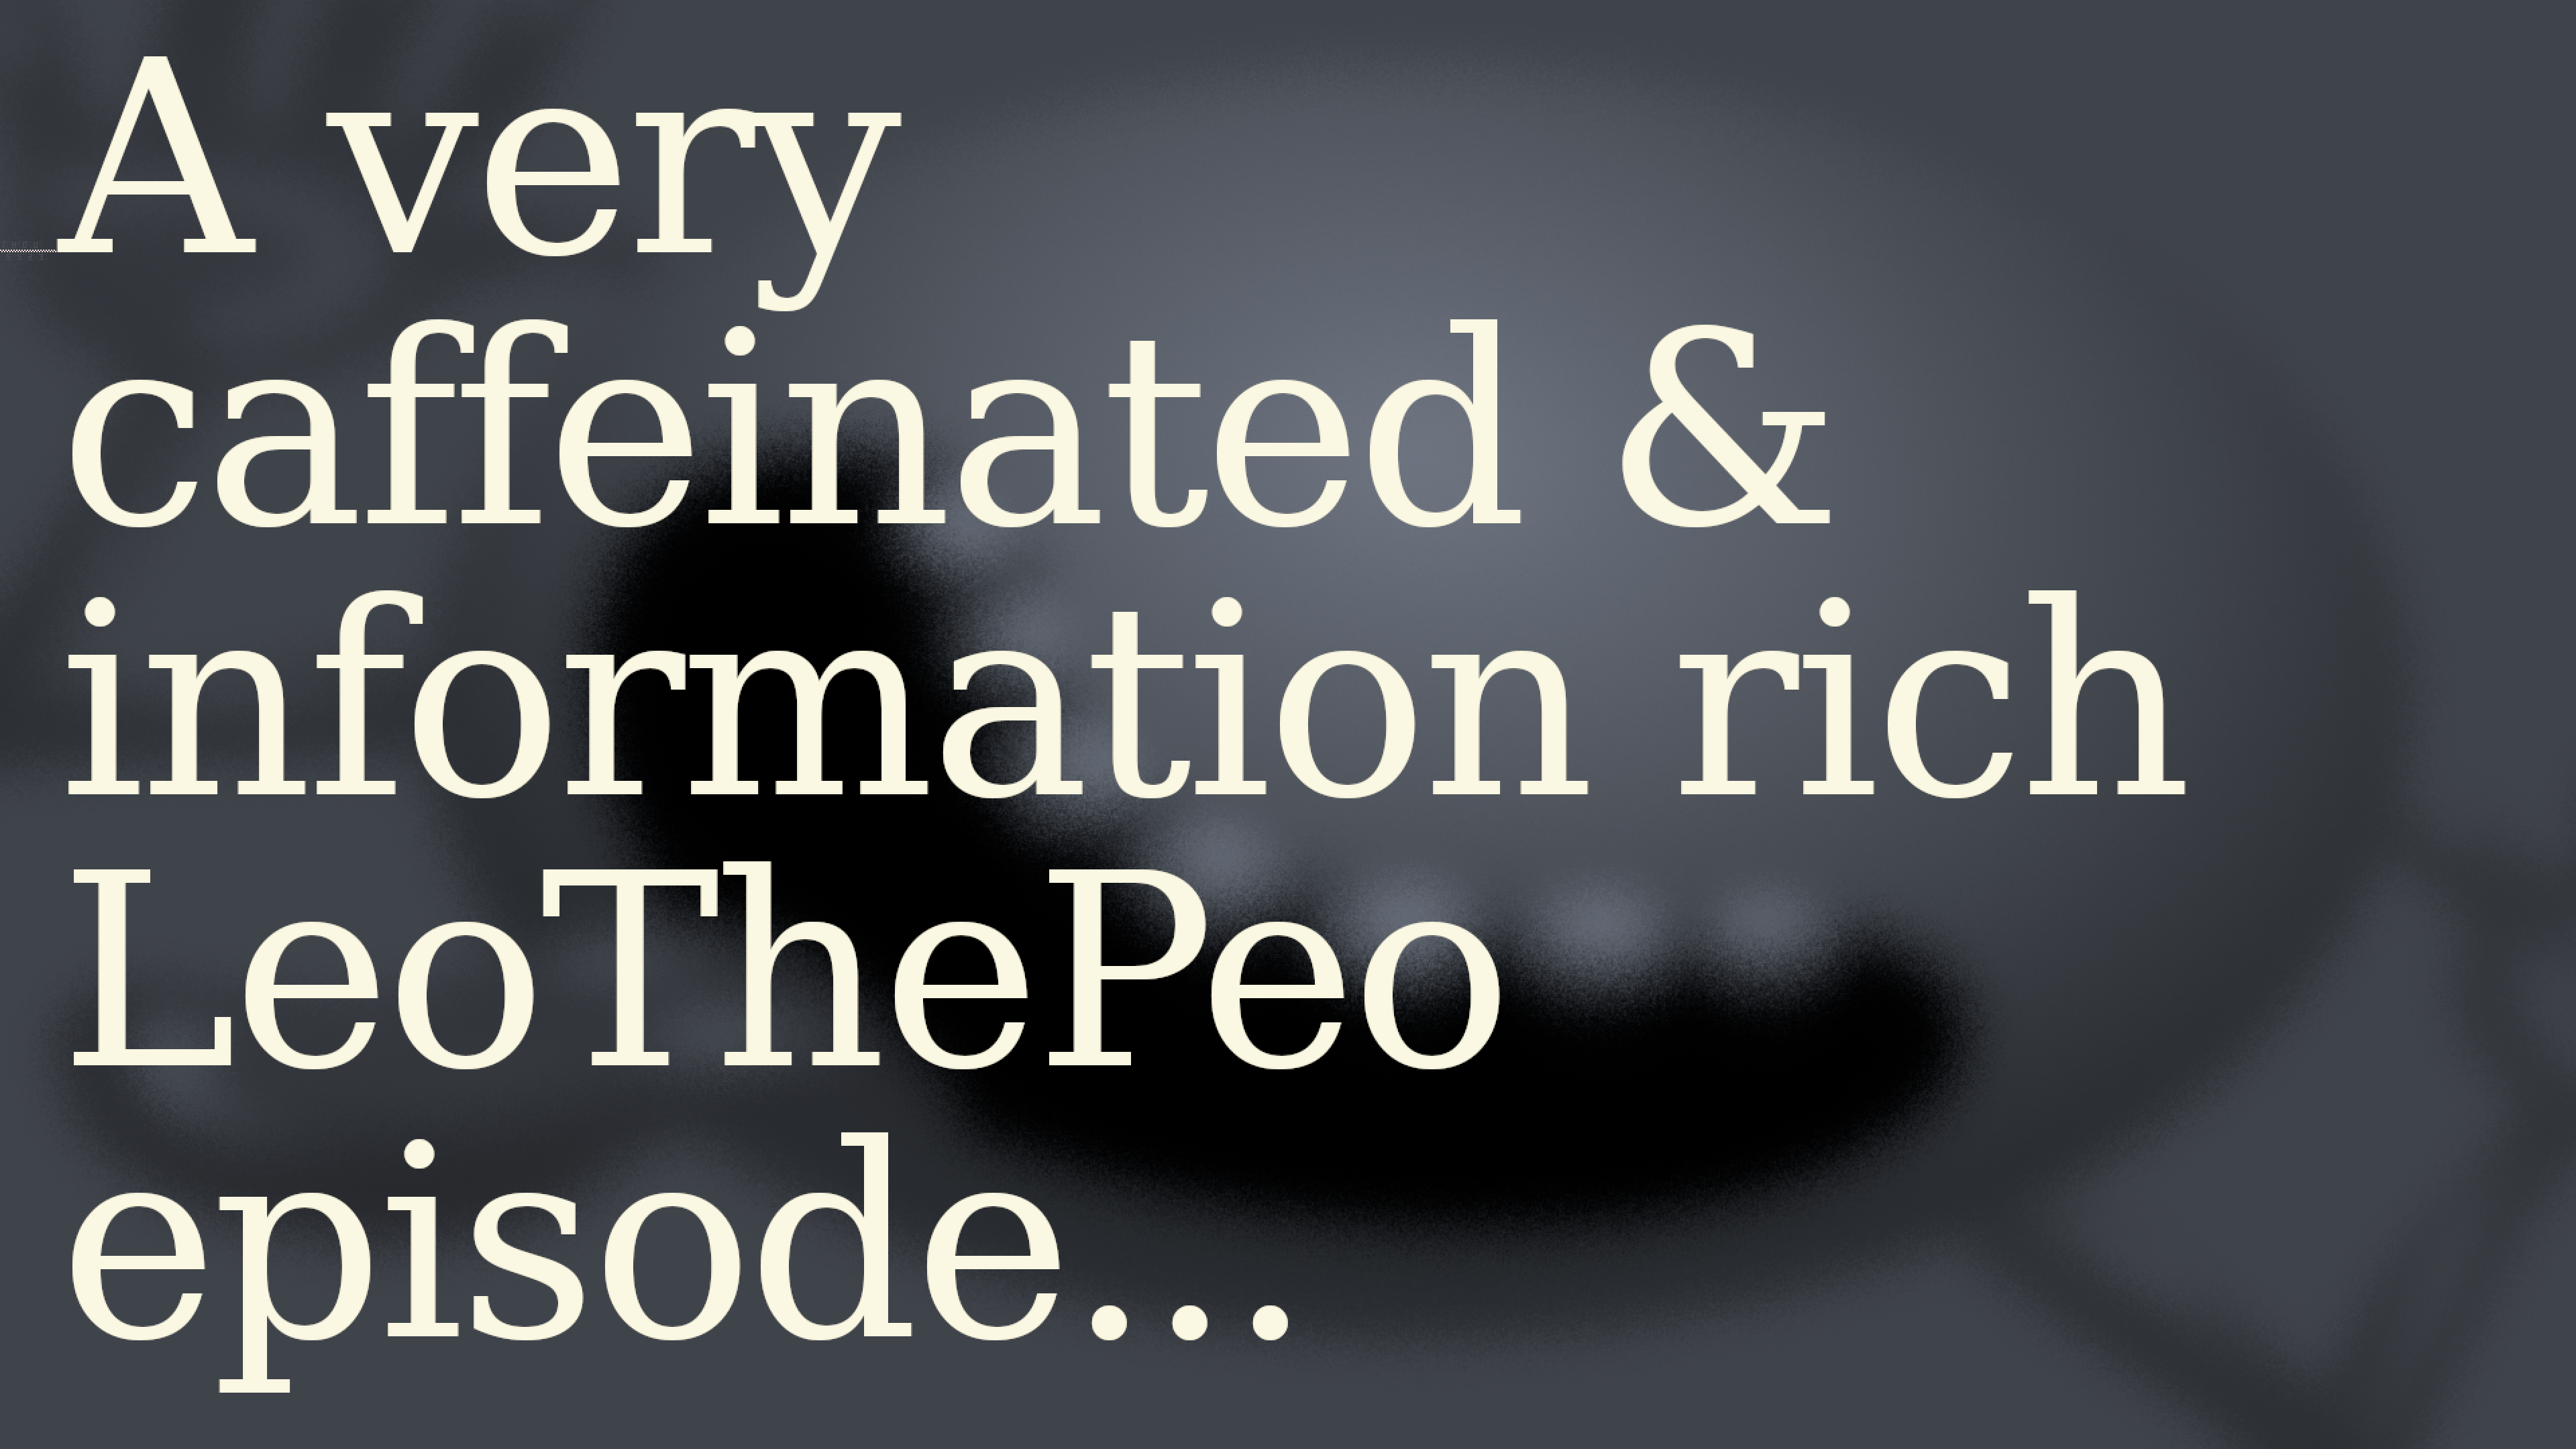 A very
caffeinated &
information rich
LeoThePeo
episode...